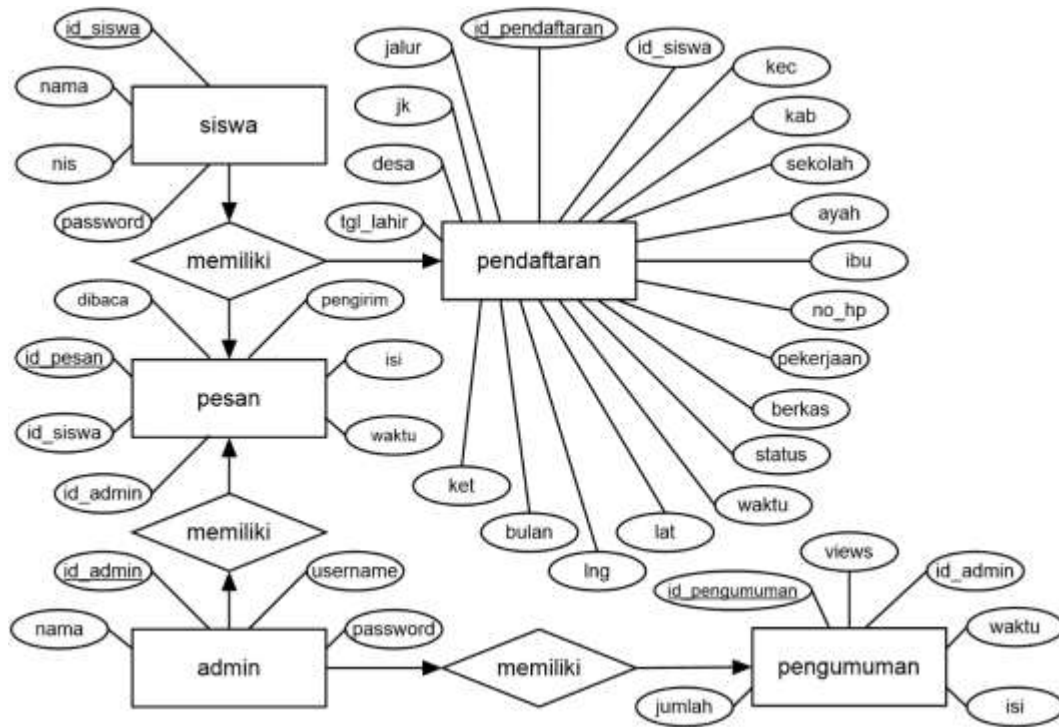 id_siswa
nama
siswa
nis
password
memiliki
jalur
id_pendaftaran
id_siswa
jk
kec
kab
desa
sekolah
tgl_lahir
ayah
pendaftaran
ibu
no_hp
pekerjaan
berkas
status
waktu
lat
lng
bulan
ket
dibaca
pengirim
id_pesan
isi
pesan
id_siswa
waktu
id_admin
memiliki
id_admin
username
nama
password
admin
memiliki
views
id_pengumuman
id_admin
waktu
pengumuman
jumlah
isi